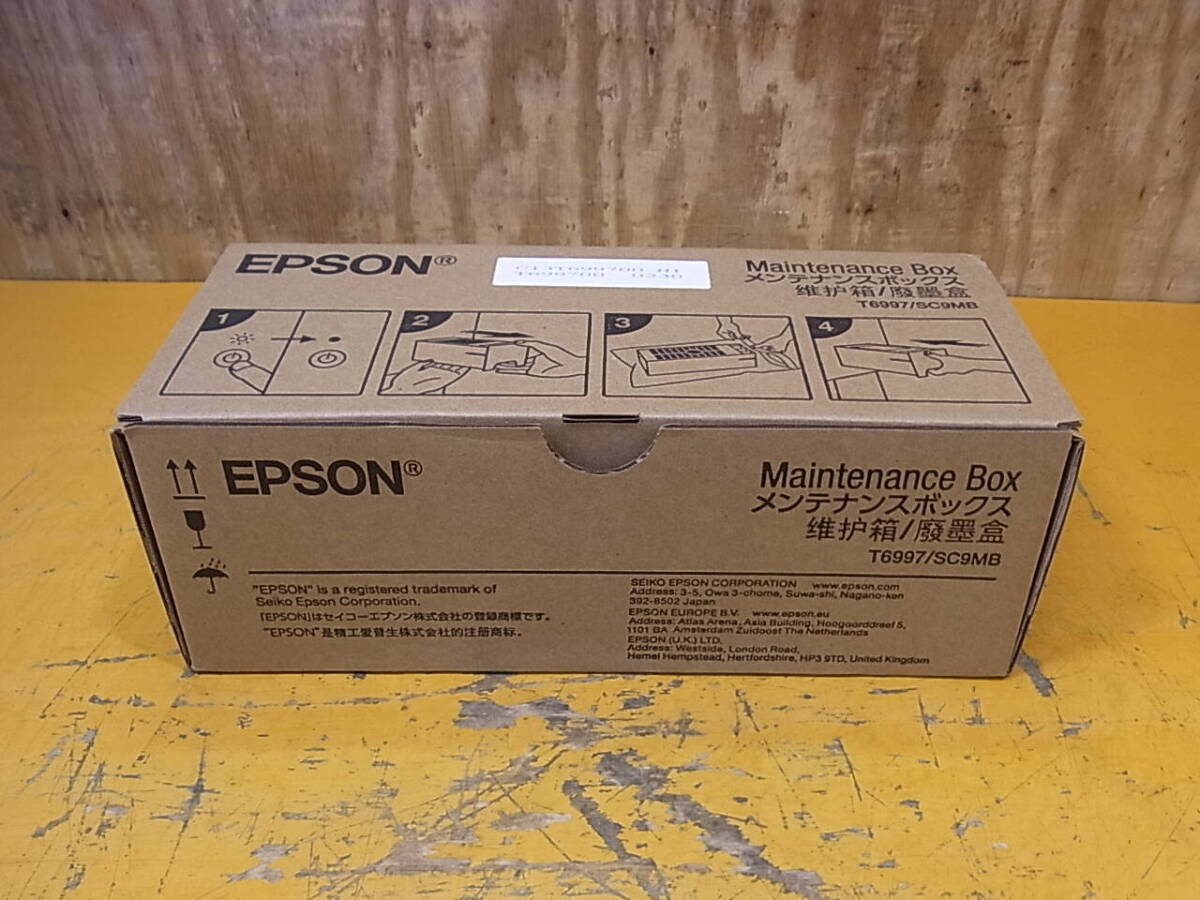 EPSON®
C13T699700 H1
T699700 0230
Maintenance Box
メンテナンスボックス
维护箱/廢墨盒
T6997/SC9MB
1
2
3
4
EPSON®
Maintenance Box
メンテナンスボックス
维护箱/廢墨盒
T6997/SC9MB
"EPSON" is a registered trademark of
Seiko Epson Corporation.
「EPSON」はセイコーエプソン株式会社の登録商標です。
"EPSON"是精工愛普生株式会社的注册商标.
SEIKO EPSON CORPORATION www.epson.com
Address: 3-5, Owa 3-chome, Suwa-shi, Nagano-ken
392-8502 Japan
EPSON EUROPE B.V. www.epson.eu
Address: Atlas Arena, Asia Building, Hoogoorddreef 5,
1101 BA Amsterdam Zuidoost The Netherlands
EPSON (U.K.) LTD.
Address: Westside, London Road,
Hemel Hempstead, Hertfordshire, HP3 9TD, United Kingdom